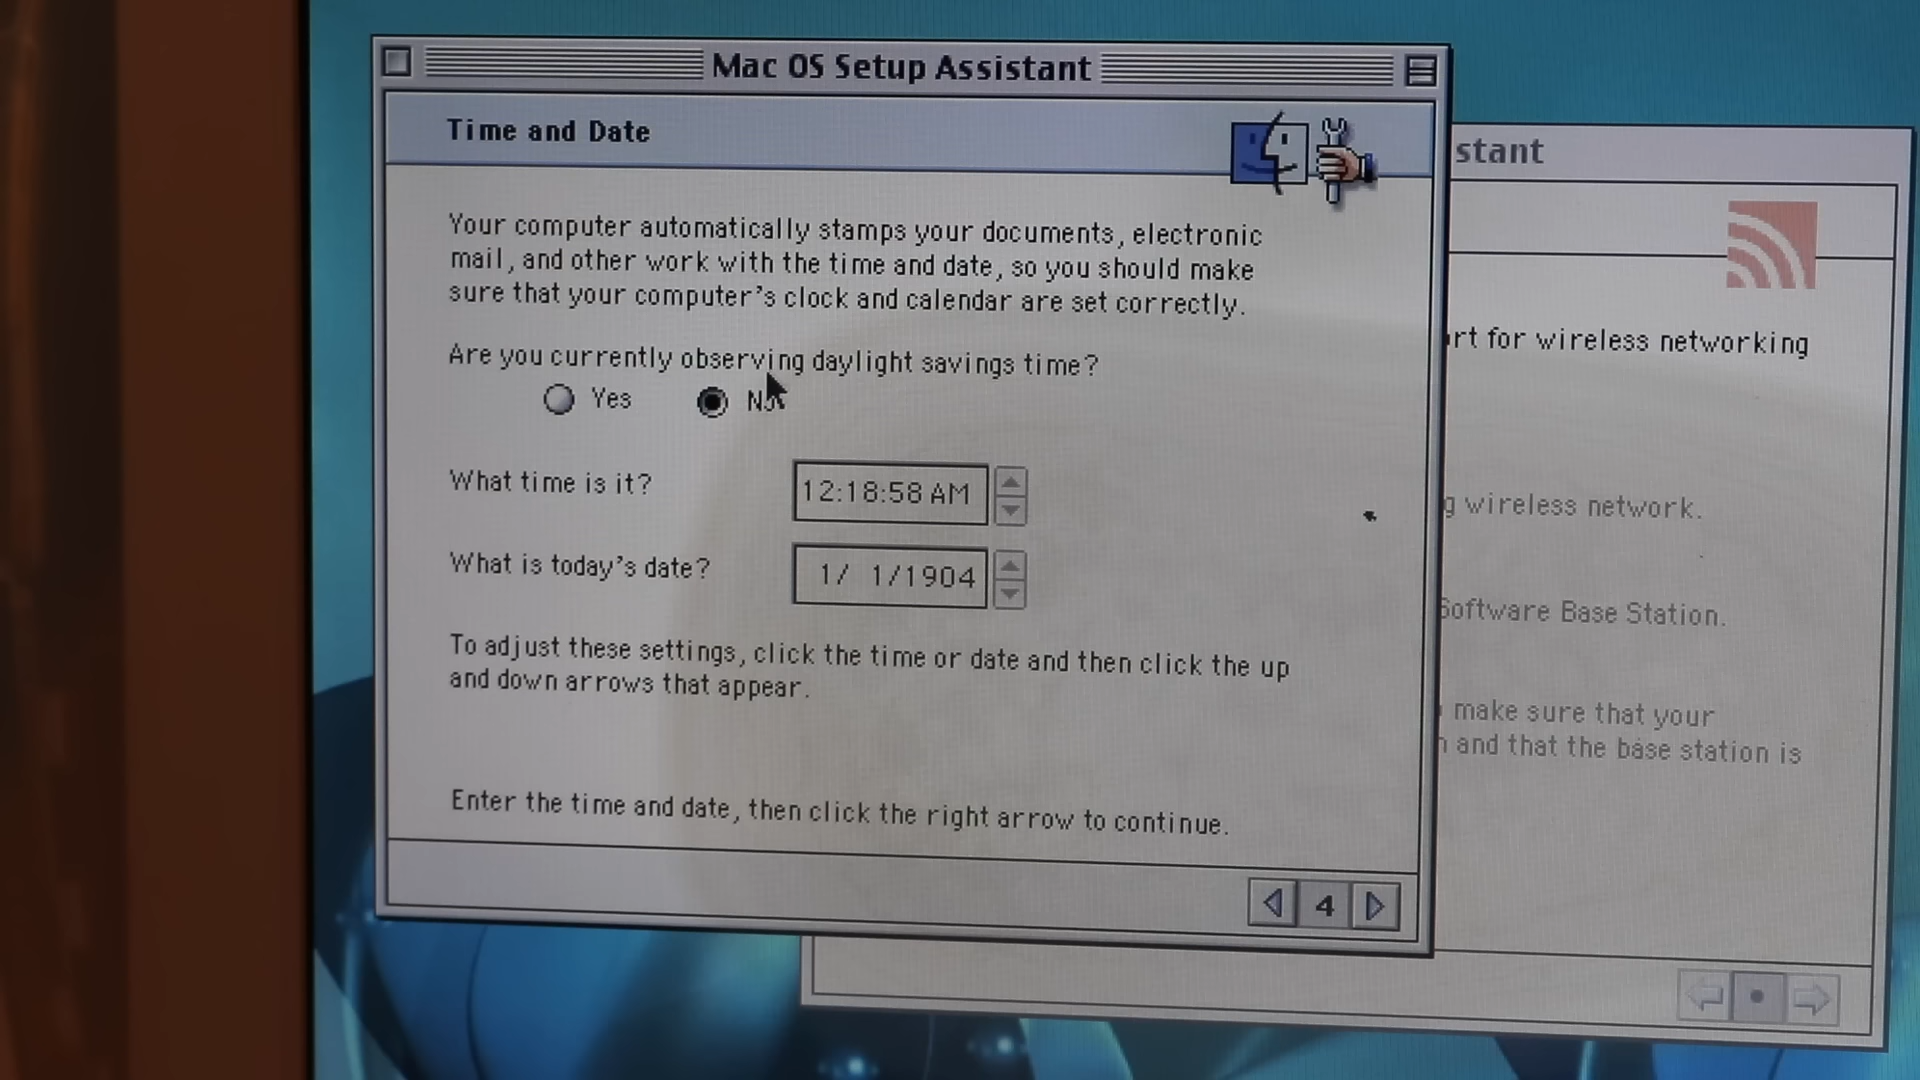 Mac OS Setup Assistant
Time and Date
Your computer automatically stamps your documents, electronic
mail, and other work with the time and date, so you should make
sure that your computer's clock and calendar are set correctly.
Are you currently observing daylight savings time?
Yes No
What time is it? 12:18:58 AM
What is today's date? 1/ 1/1904
To adjust these settings, click the time or date and then click the up
and down arrows that appear.
Enter the time and date, then click the right arrow to continue.
4
stant
rt for wireless networking
g wireless network.
Software Base Station.
make sure that your
and that the base station is